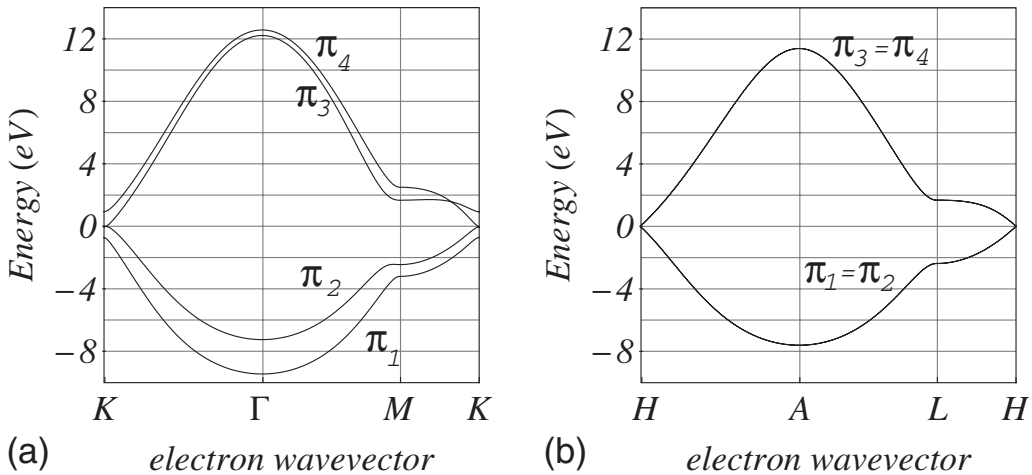 Energy (eV)
12
8
4
0
−4
−8
π4
π3
π2
π1
K Γ M K
(a) electron wavevector
Energy (eV)
12
8
4
0
−4
−8
π3=π4
π1=π2
H A L H
(b) electron wavevector